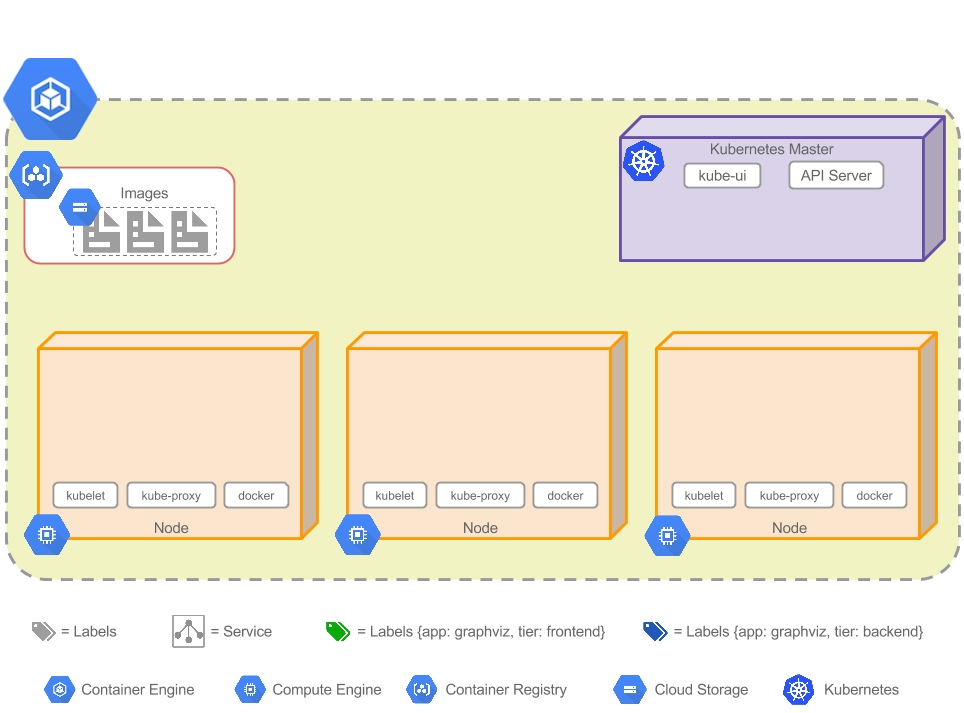 Kubernetes Master
kube-ui
API Server
Images
kubelet
kube-proxy
docker
Node
kubelet
kube-proxy
docker
Node
kubelet
kube-proxy
docker
Node
= Labels
= Service
= Labels {app: graphviz, tier: frontend}
= Labels {app: graphviz, tier: backend}
Container Engine
Compute Engine
Container Registry
Cloud Storage
Kubernetes